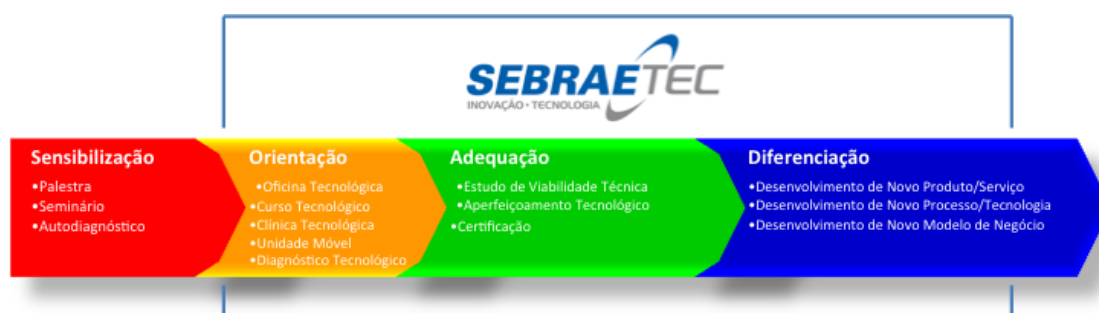 SEBRAETEC
INOVAÇÃO • TECNOLOGIA
Sensibilização
•Palestra
•Seminário
•Autodiagnóstico
Orientação
•Oficina Tecnológica
•Curso Tecnológico
•Clínica Tecnológica
•Unidade Móvel
•Diagnóstico Tecnológico
Adequação
•Estudo de Viabilidade Técnica
•Aperfeiçoamento Tecnológico
•Certificação
Diferenciação
•Desenvolvimento de Novo Produto/Serviço
•Desenvolvimento de Novo Processo/Tecnologia
•Desenvolvimento de Novo Modelo de Negócio